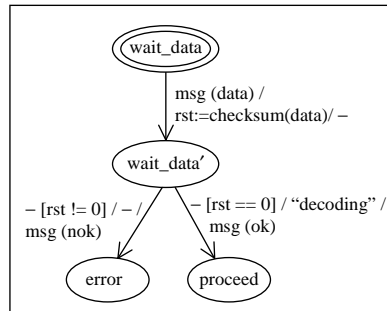 wait_data
msg (data) /
rst:=checksum(data)/ –
wait_data′
– [rst != 0] / – /
msg (nok)
– [rst == 0] / “decoding” /
msg (ok)
error
proceed